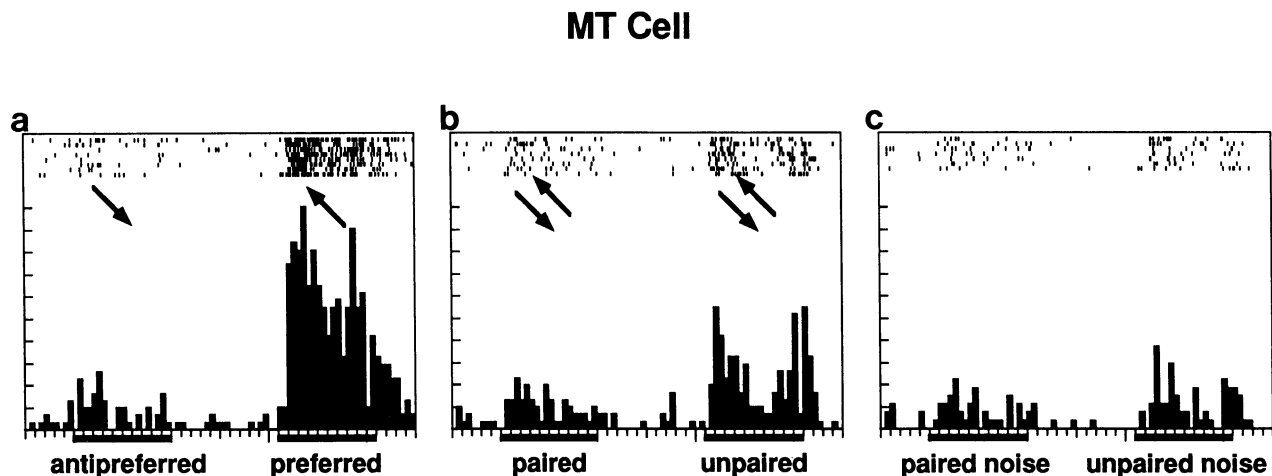 MT Cell
a b c
antipreferred preferred paired unpaired paired noise unpaired noise